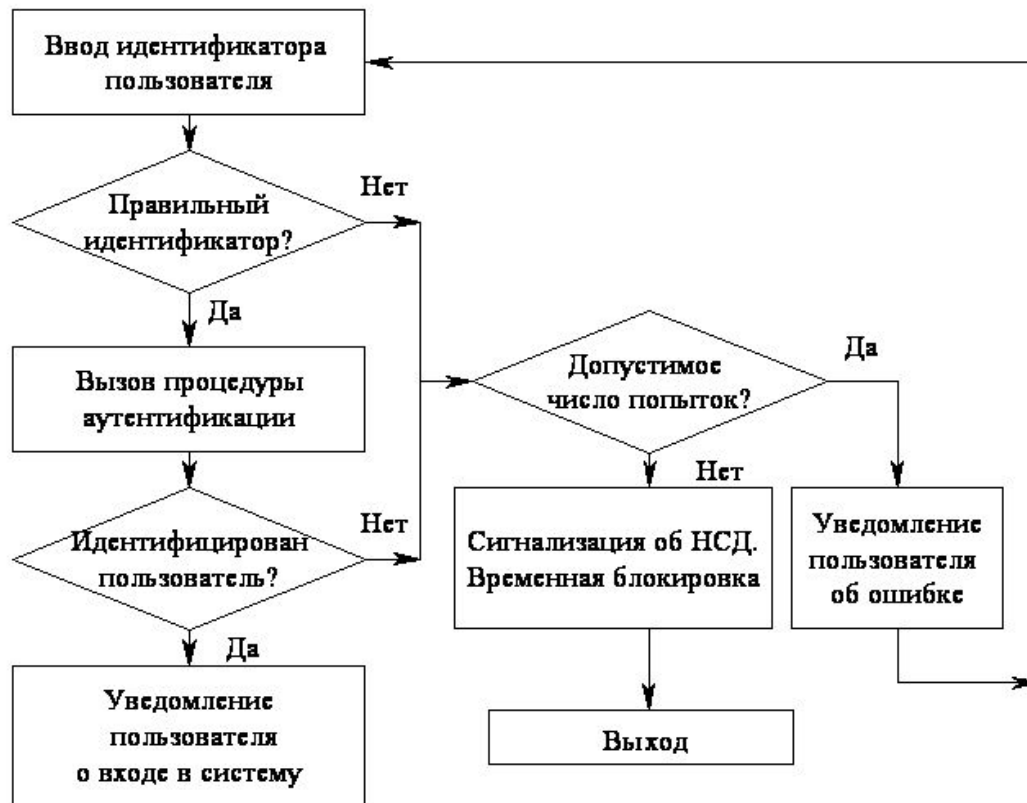 Ввод идентификатора
пользователя
Нет
Правильный
идентификатор?
Да
Вызов процедуры
аутентификации
Допустимое
число попыток?
Да
Нет
Идентифицирован
пользователь?
Нет
Сигнализация об НСД.
Временная блокировка
Уведомление
пользователя
об ошибке
Да
Уведомление
пользователя
о входе в систему
Выход